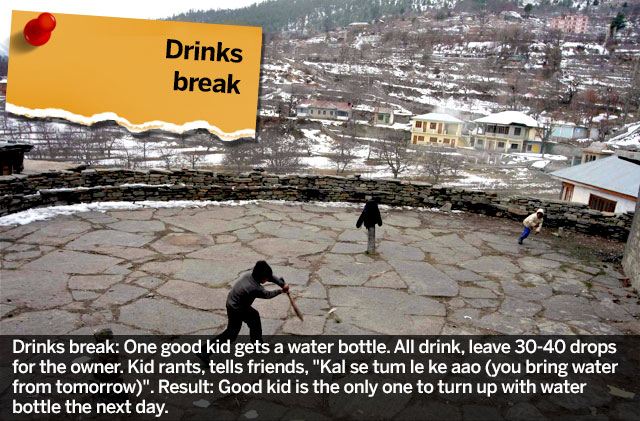 Drinks
break
Drinks break: One good kid gets a water bottle. All drink, leave 30-40 drops
for the owner. Kid rants, tells friends, "Kal se tum le ke aao (you bring water
from tomorrow)". Result: Good kid is the only one to turn up with water
bottle the next day.